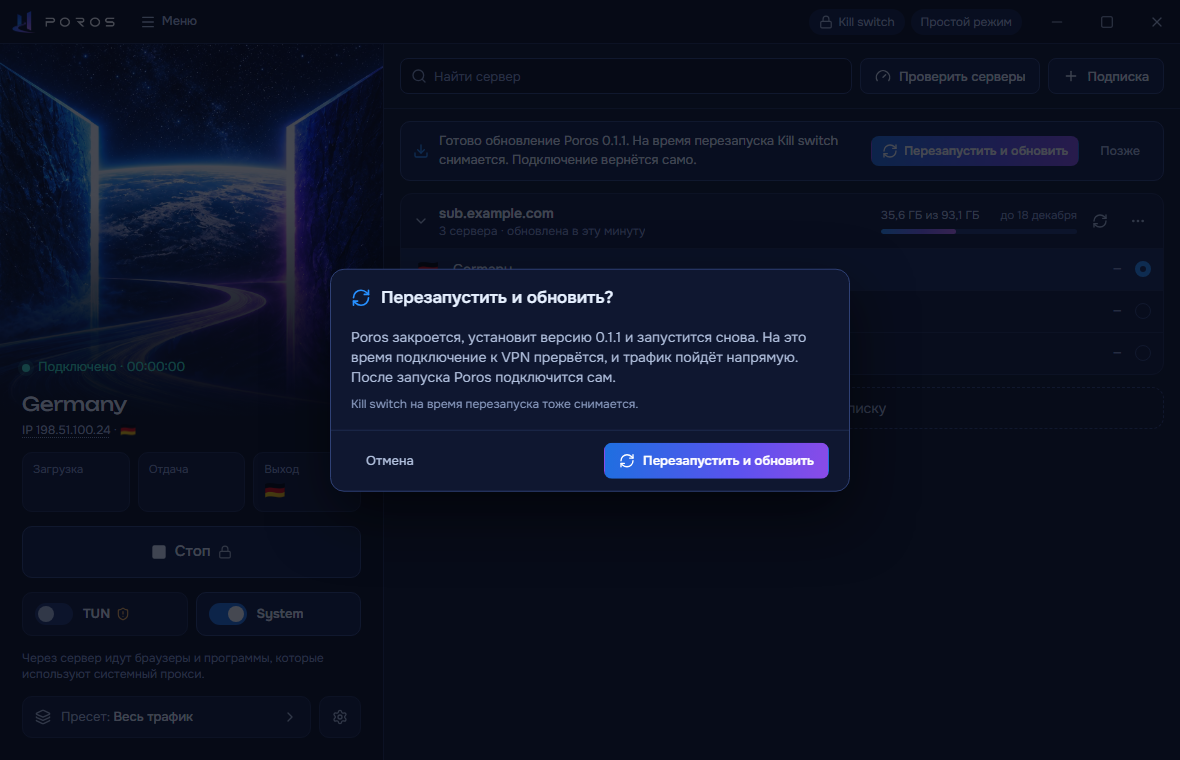 POROS
Меню
Kill switch
Простой режим
Найти сервер
Проверить серверы
Подписка
Готово обновление Poros 0.1.1. На время перезапуска Kill switch
снимается. Подключение вернётся само.
Перезапустить и обновить
Позже
sub.example.com
3 сервера · обновлена в эту минуту
35,6 ГБ из 93,1 ГБ
до 18 декабря
Germany
Перезапустить и обновить?
Poros закроется, установит версию 0.1.1 и запустится снова. На это
время подключение к VPN прервётся, и трафик пойдёт напрямую.
После запуска Poros подключится сам.
Kill switch на время перезапуска тоже снимается.
Отмена
Перезапустить и обновить
Подключено · 00:00:00
Germany
IP 198.51.100.24 ·
Загрузка
Отдача
Выход
Стоп
TUN
System
Через сервер идут браузеры и программы, которые
используют системный прокси.
Пресет: Весь трафик